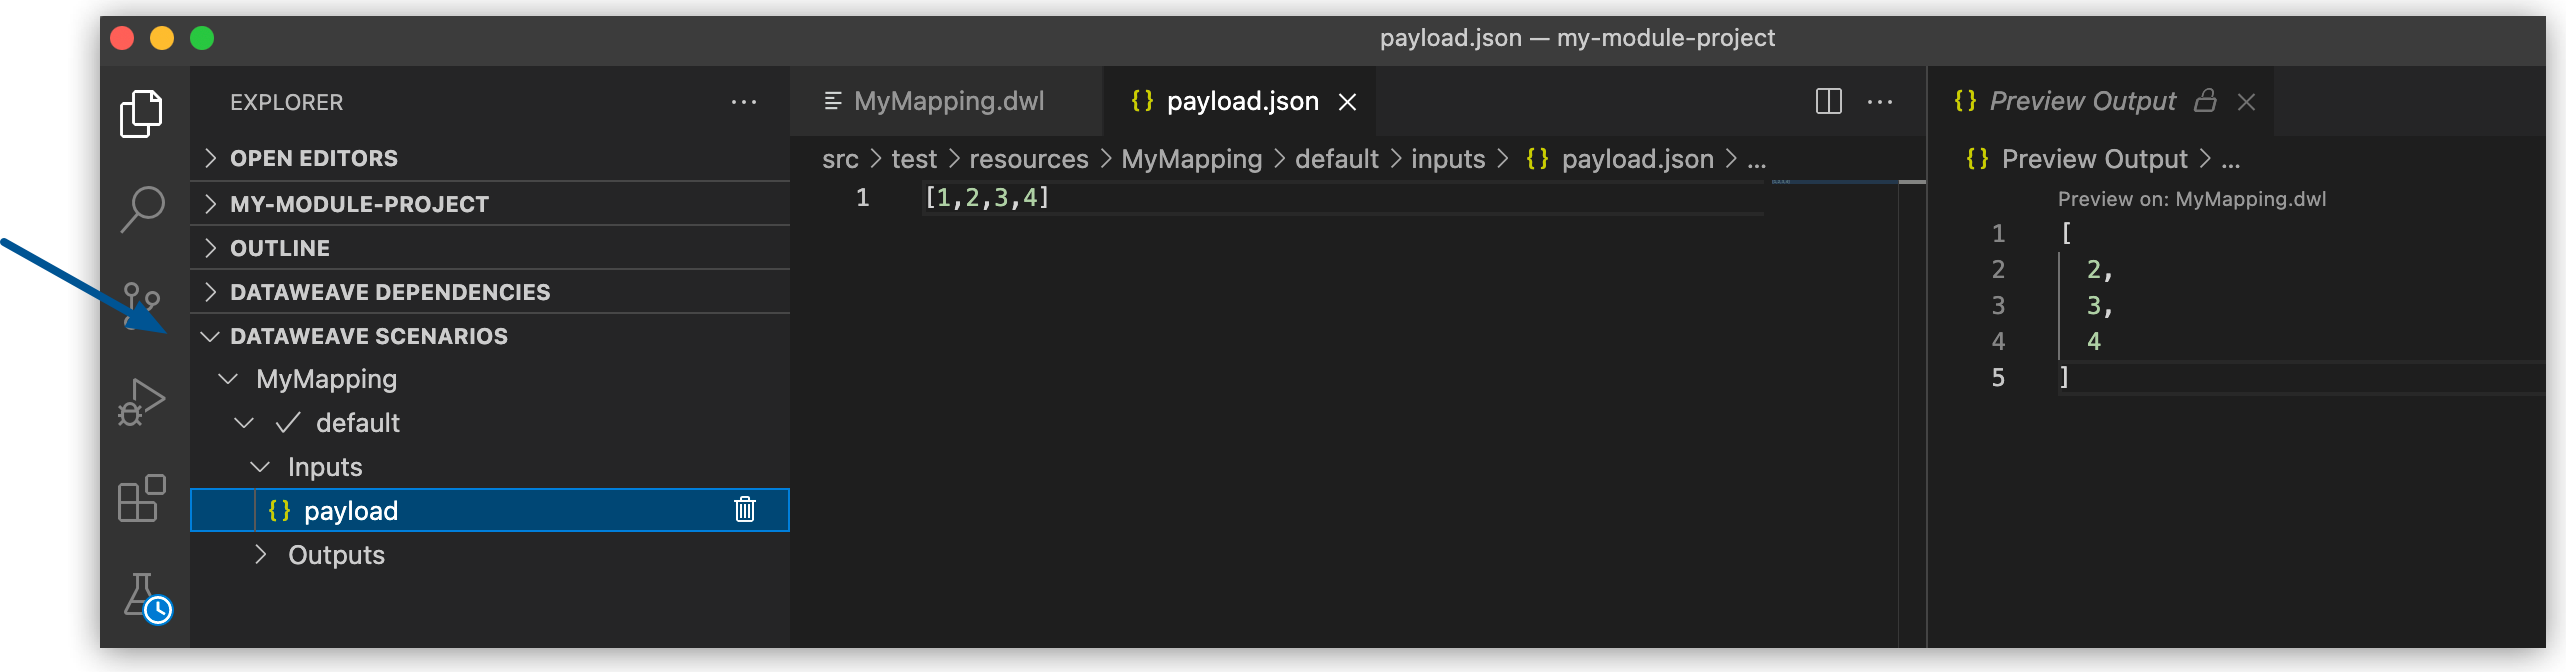 payload.json — my-module-project
EXPLORER
OPEN EDITORS
MY-MODULE-PROJECT
OUTLINE
DATAWEAVE DEPENDENCIES
DATAWEAVE SCENARIOS
MyMapping
default
Inputs
{} payload
Outputs
MyMapping.dwl
{} payload.json
src > test > resources > MyMapping > default > inputs > {} payload.json > ...
1 [1,2,3,4]
{} Preview Output
{} Preview Output > ...
Preview on: MyMapping.dwl
1 [
2 2,
3 3,
4 4
5 ]